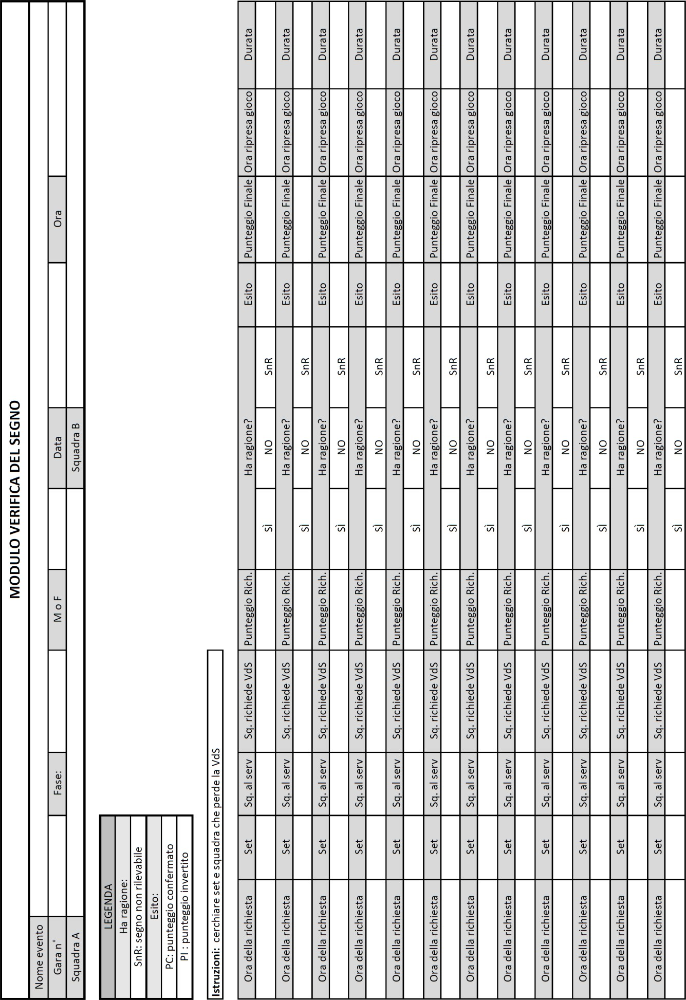 MODULO VERIFICA DEL SEGNO
Nome evento
Gara n° Fase: M o F Data Ora
Squadra A Squadra B
LEGENDA
Ha ragione:
SnR: segno non rilevabile
Esito:
PC: punteggio confermato
PI : punteggio invertito
Istruzioni: cerchiare set e squadra che perde la VdS
Ora della richiesta Set Sq. al serv Sq. richiede VdS Punteggio Rich. Ha ragione? Esito Punteggio Finale Ora ripresa gioco Durata
SÌ NO SnR
Ora della richiesta Set Sq. al serv Sq. richiede VdS Punteggio Rich. Ha ragione? Esito Punteggio Finale Ora ripresa gioco Durata
SÌ NO SnR
Ora della richiesta Set Sq. al serv Sq. richiede VdS Punteggio Rich. Ha ragione? Esito Punteggio Finale Ora ripresa gioco Durata
SÌ NO SnR
Ora della richiesta Set Sq. al serv Sq. richiede VdS Punteggio Rich. Ha ragione? Esito Punteggio Finale Ora ripresa gioco Durata
SÌ NO SnR
Ora della richiesta Set Sq. al serv Sq. richiede VdS Punteggio Rich. Ha ragione? Esito Punteggio Finale Ora ripresa gioco Durata
SÌ NO SnR
Ora della richiesta Set Sq. al serv Sq. richiede VdS Punteggio Rich. Ha ragione? Esito Punteggio Finale Ora ripresa gioco Durata
SÌ NO SnR
Ora della richiesta Set Sq. al serv Sq. richiede VdS Punteggio Rich. Ha ragione? Esito Punteggio Finale Ora ripresa gioco Durata
SÌ NO SnR
Ora della richiesta Set Sq. al serv Sq. richiede VdS Punteggio Rich. Ha ragione? Esito Punteggio Finale Ora ripresa gioco Durata
SÌ NO SnR
Ora della richiesta Set Sq. al serv Sq. richiede VdS Punteggio Rich. Ha ragione? Esito Punteggio Finale Ora ripresa gioco Durata
SÌ NO SnR
Ora della richiesta Set Sq. al serv Sq. richiede VdS Punteggio Rich. Ha ragione? Esito Punteggio Finale Ora ripresa gioco Durata
SÌ NO SnR
Ora della richiesta Set Sq. al serv Sq. richiede VdS Punteggio Rich. Ha ragione? Esito Punteggio Finale Ora ripresa gioco Durata
SÌ NO SnR
Ora della richiesta Set Sq. al serv Sq. richiede VdS Punteggio Rich. Ha ragione? Esito Punteggio Finale Ora ripresa gioco Durata
SÌ NO SnR